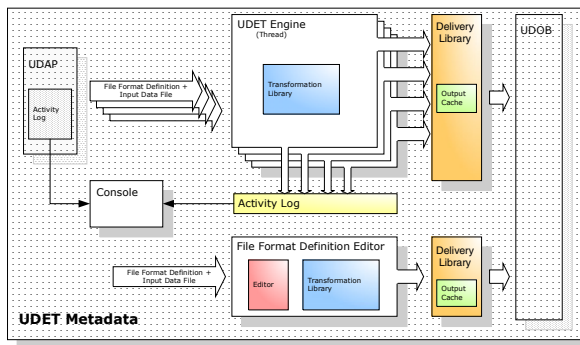 UDET Engine
(Thread)
Delivery
Library
UDOB
UDAP
Activity
Log
File Format Definition +
Input Data File
Transformation
Library
Output
Cache
Console
Activity Log
File Format Definition Editor
Delivery
Library
File Format Definition +
Input Data File
Editor
Transformation
Library
Output
Cache
UDET Metadata